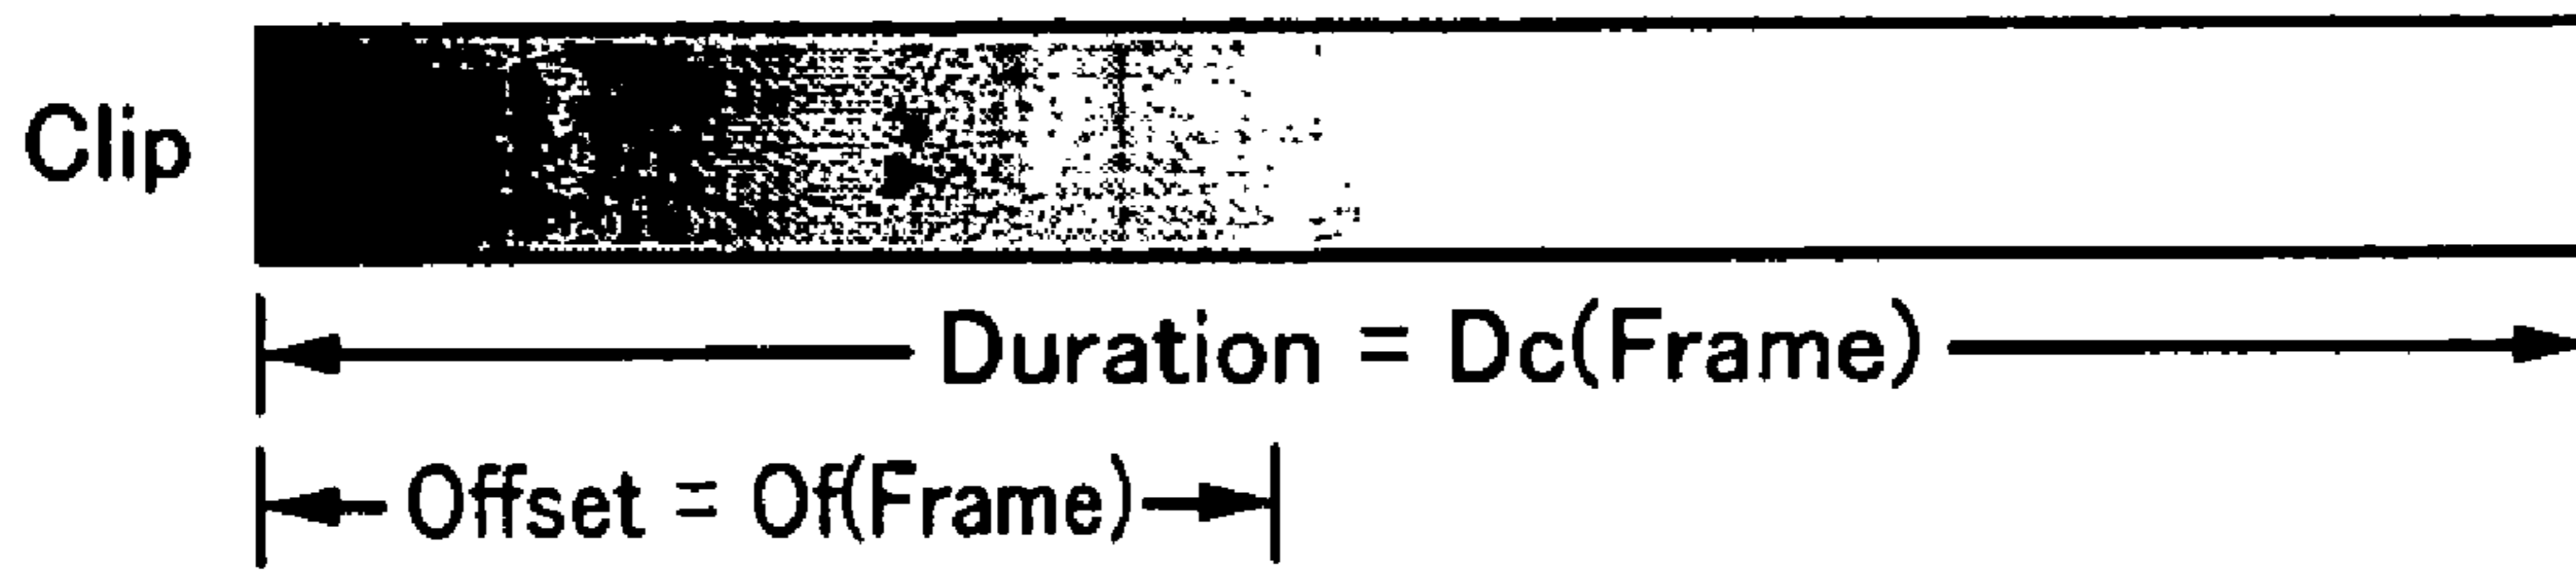 Clip
Duration = Dc(Frame)
Offset = Of(Frame)